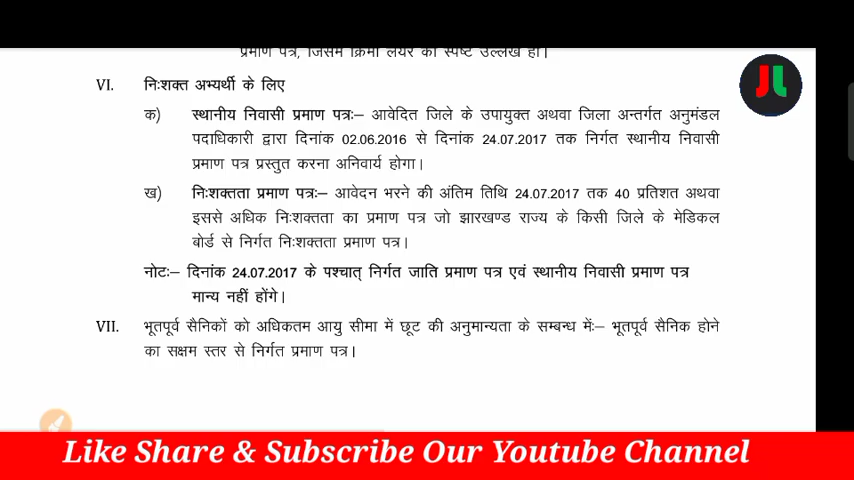 प्रमाण पत्र, जिसमें क्रिमी लेयर का स्पष्ट उल्लेख हो।
VI. निःशक्त अभ्यर्थी के लिए
क) स्थानीय निवासी प्रमाण पत्रः– आवेदित जिले के उपायुक्त अथवा जिला अन्तर्गत अनुमंडल
पदाधिकारी द्वारा दिनांक 02.06.2016 से दिनांक 24.07.2017 तक निर्गत स्थानीय निवासी
प्रमाण पत्र प्रस्तुत करना अनिवार्य होगा।
ख) निःशक्तता प्रमाण पत्रः– आवेदन भरने की अंतिम तिथि 24.07.2017 तक 40 प्रतिशत अथवा
इससे अधिक निःशक्तता का प्रमाण पत्र जो झारखण्ड राज्य के किसी जिले के मेडिकल
बोर्ड से निर्गत निःशक्तता प्रमाण पत्र।
नोटः– दिनांक 24.07.2017 के पश्चात् निर्गत जाति प्रमाण पत्र एवं स्थानीय निवासी प्रमाण पत्र
मान्य नहीं होंगे।
VII. भूतपूर्व सैनिकों को अधिकतम आयु सीमा में छूट की अनुमान्यता के सम्बन्ध मेंः– भूतपूर्व सैनिक होने
का सक्षम स्तर से निर्गत प्रमाण पत्र।
Like Share & Subscribe Our Youtube Channel